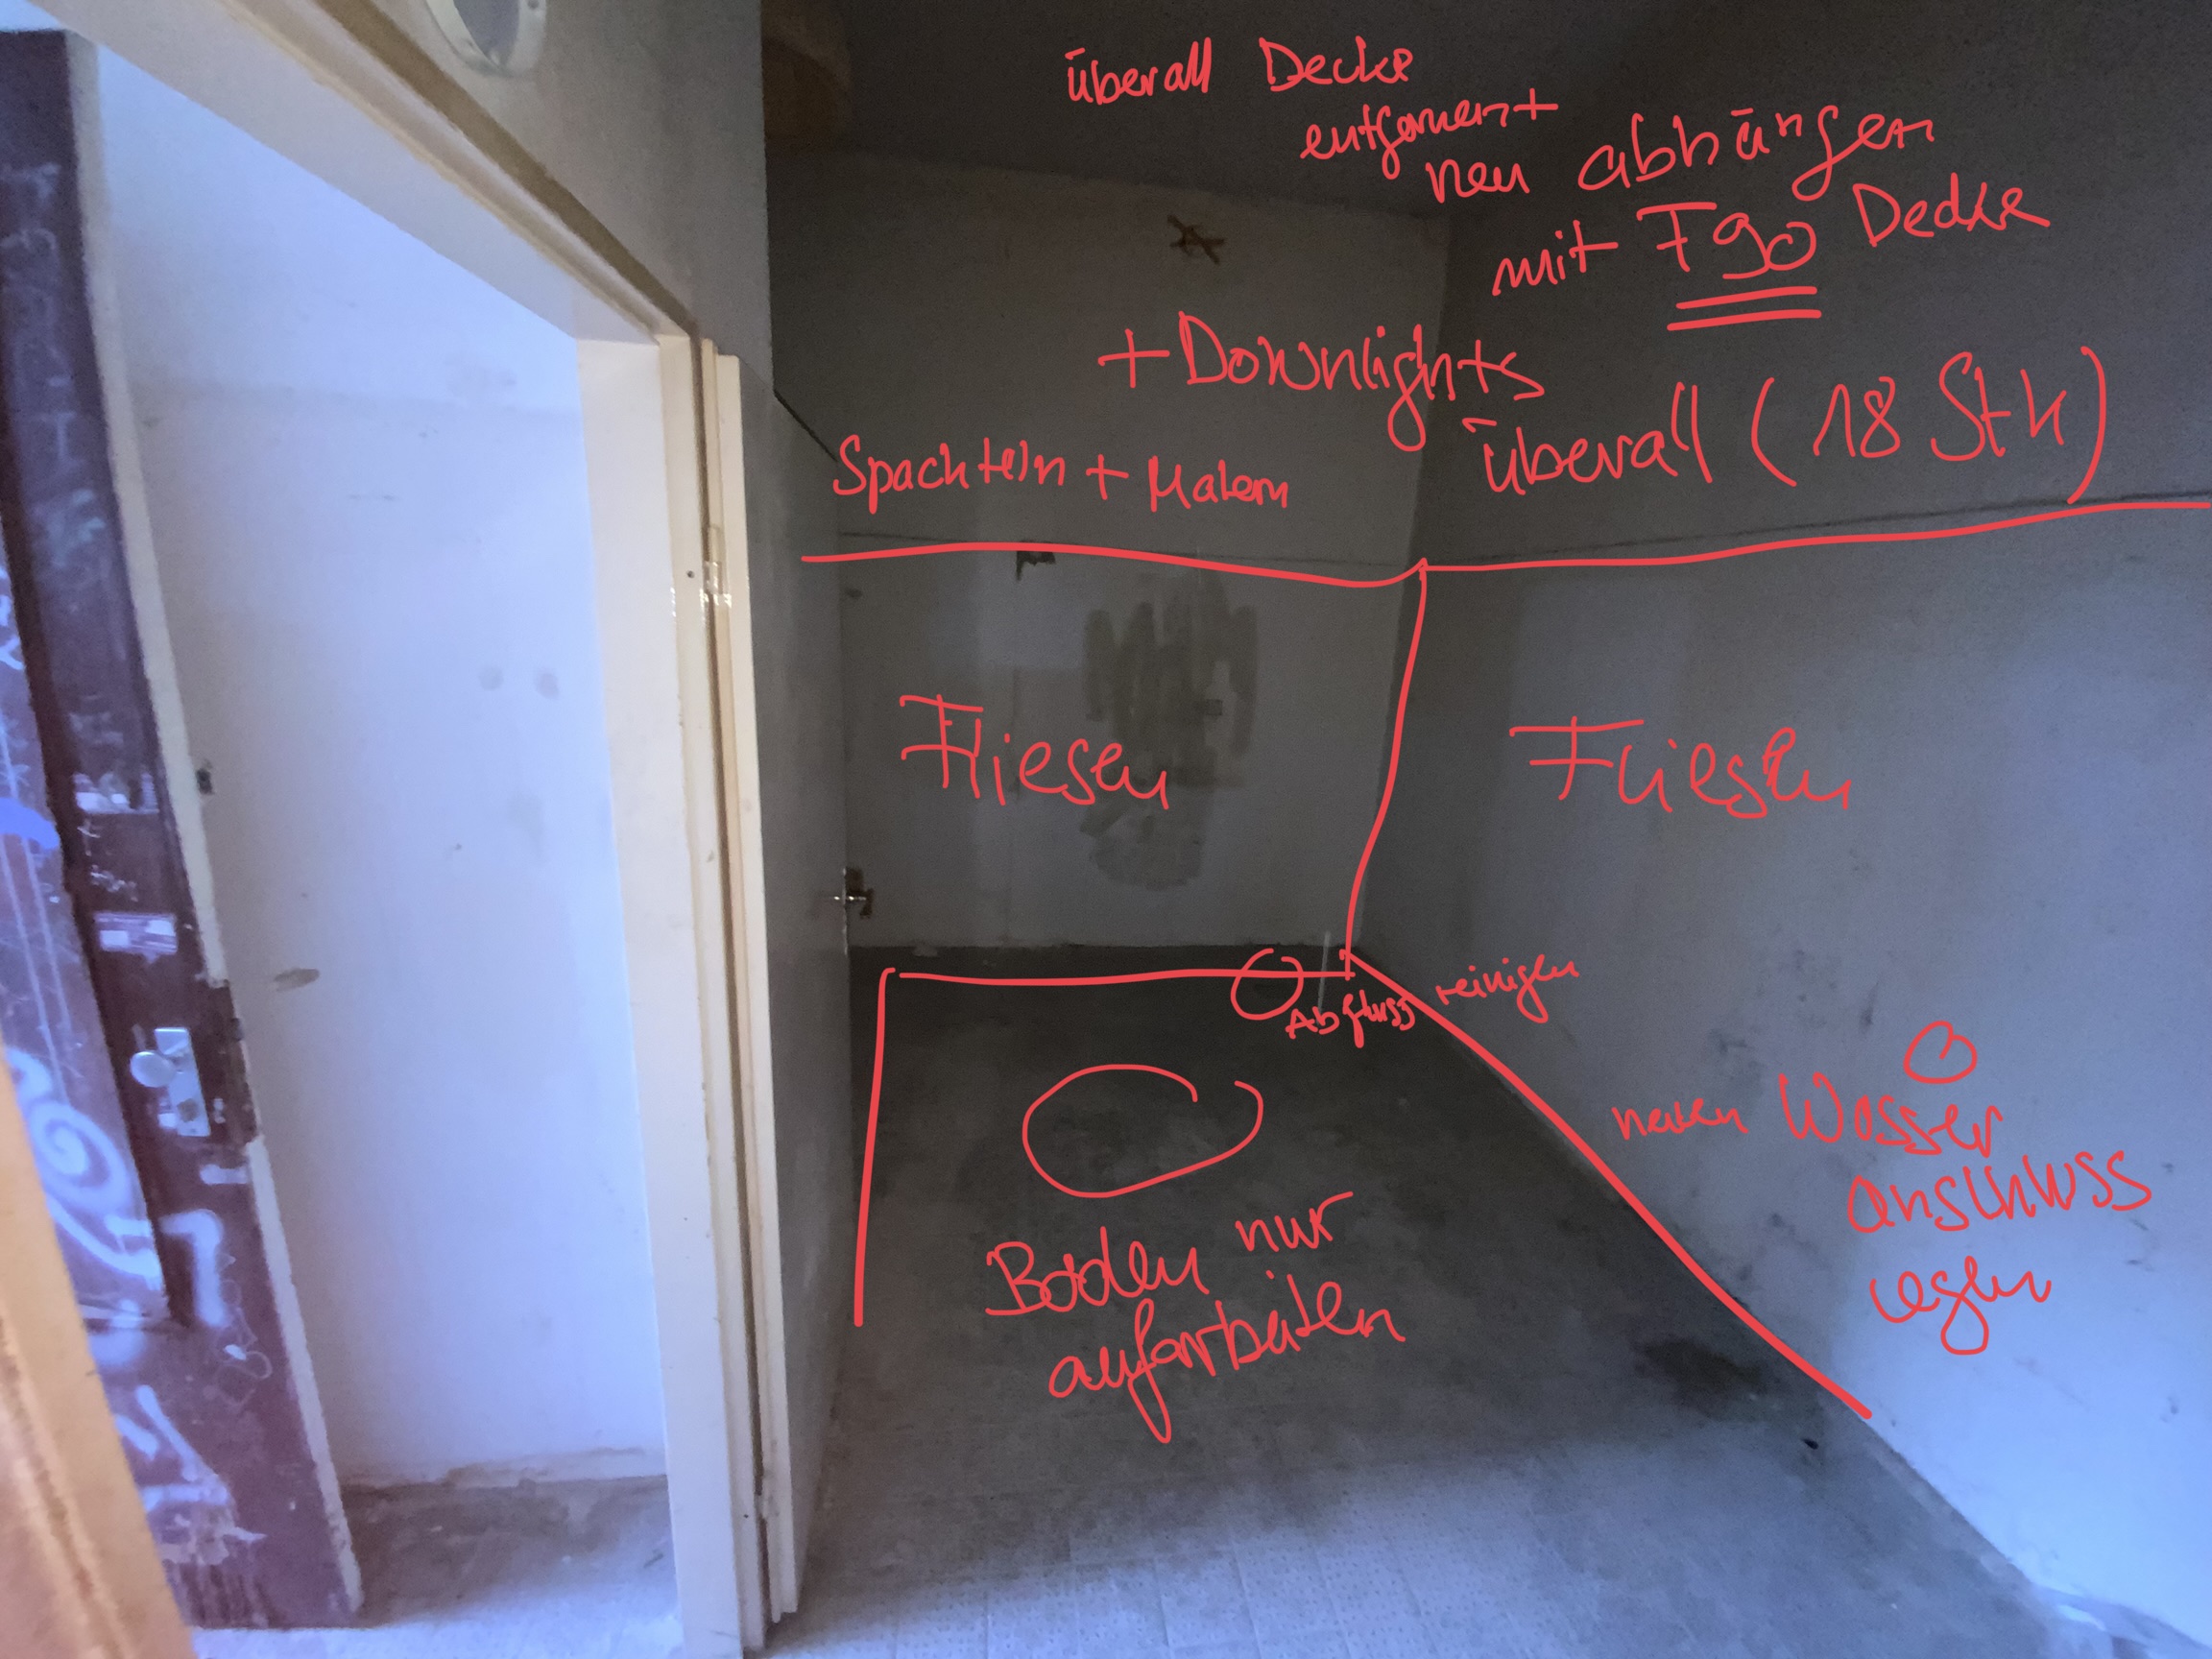 überall Decke
entfernen +
neu abhängen
mit F90 Decke
+ Downlights
überall (18 Stk)
Spachteln + Malern
Fliesen
Fliesen
Abfluss reinigen
neuen Wasser
anschluss
legen
Boden nur
aufarbeiten